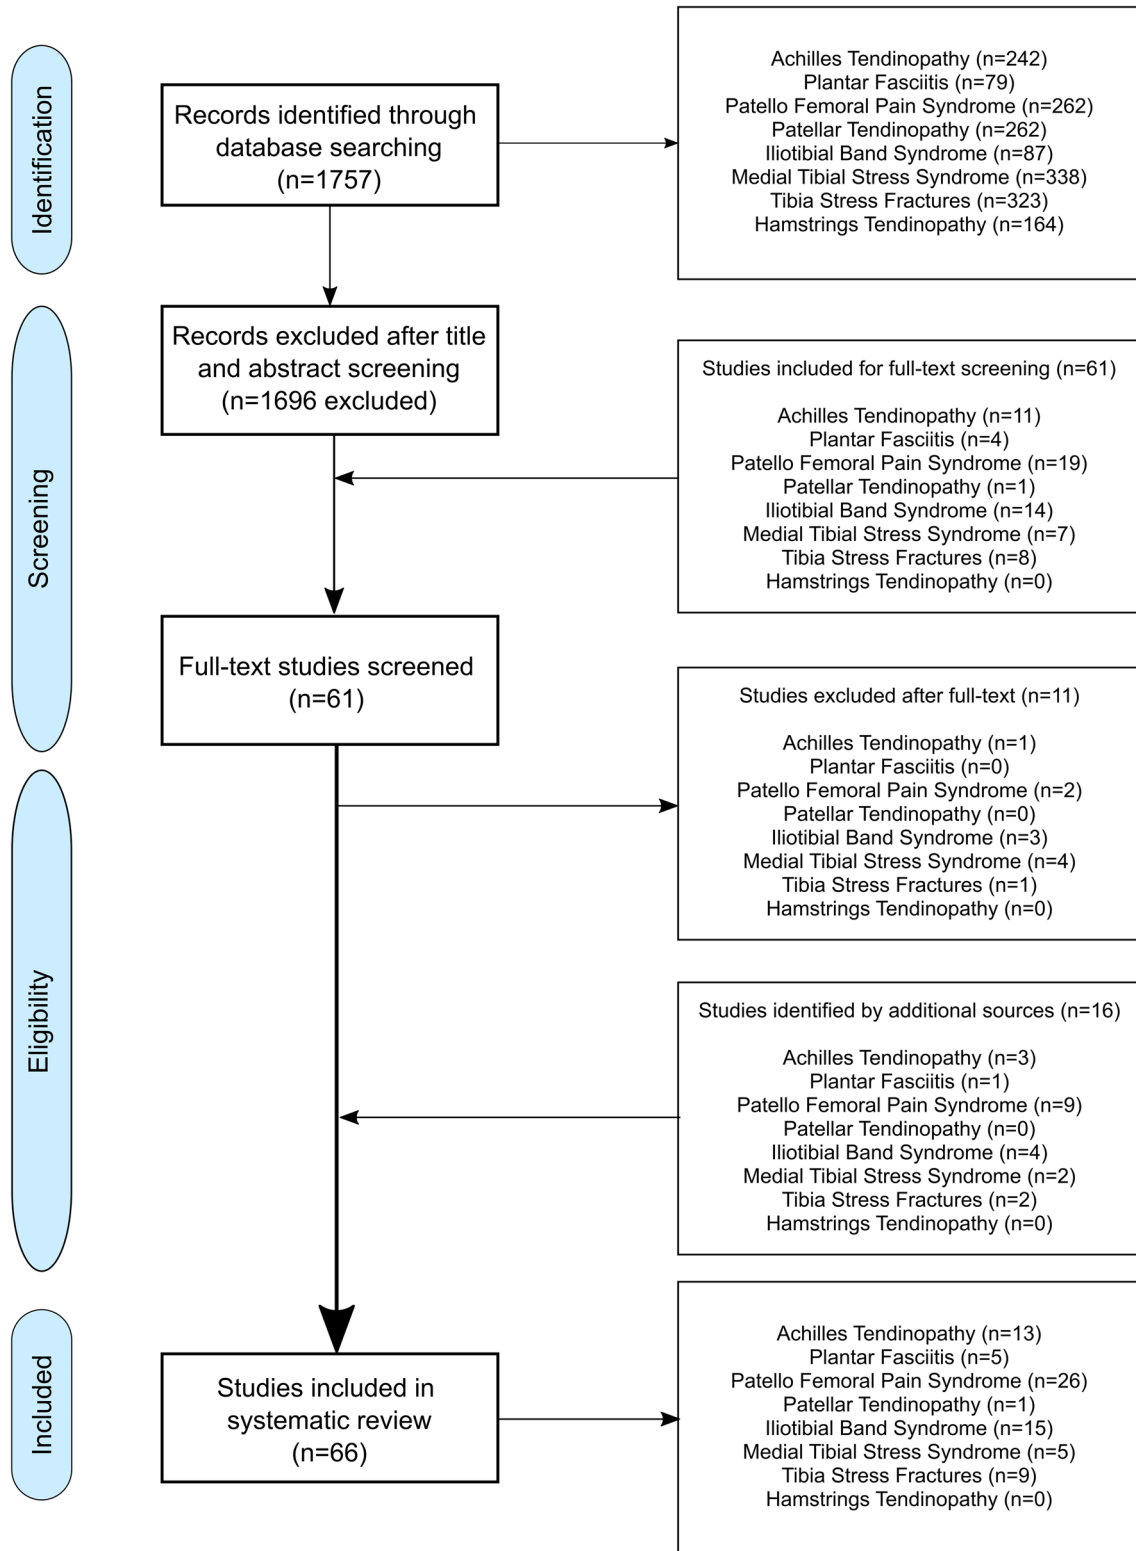 Identification
Records identified through
database searching
(n=1757)
Achilles Tendinopathy (n=242)
Plantar Fasciitis (n=79)
Patello Femoral Pain Syndrome (n=262)
Patellar Tendinopathy (n=262)
Iliotibial Band Syndrome (n=87)
Medial Tibial Stress Syndrome (n=338)
Tibia Stress Fractures (n=323)
Hamstrings Tendinopathy (n=164)
Screening
Records excluded after title
and abstract screening
(n=1696 excluded)
Studies included for full-text screening (n=61)
Achilles Tendinopathy (n=11)
Plantar Fasciitis (n=4)
Patello Femoral Pain Syndrome (n=19)
Patellar Tendinopathy (n=1)
Iliotibial Band Syndrome (n=14)
Medial Tibial Stress Syndrome (n=7)
Tibia Stress Fractures (n=8)
Hamstrings Tendinopathy (n=0)
Full-text studies screened
(n=61)
Eligibility
Studies excluded after full-text (n=11)
Achilles Tendinopathy (n=1)
Plantar Fasciitis (n=0)
Patello Femoral Pain Syndrome (n=2)
Patellar Tendinopathy (n=0)
Iliotibial Band Syndrome (n=3)
Medial Tibial Stress Syndrome (n=4)
Tibia Stress Fractures (n=1)
Hamstrings Tendinopathy (n=0)
Studies identified by additional sources (n=16)
Achilles Tendinopathy (n=3)
Plantar Fasciitis (n=1)
Patello Femoral Pain Syndrome (n=9)
Patellar Tendinopathy (n=0)
Iliotibial Band Syndrome (n=4)
Medial Tibial Stress Syndrome (n=2)
Tibia Stress Fractures (n=2)
Hamstrings Tendinopathy (n=0)
Included
Studies included in
systematic review
(n=66)
Achilles Tendinopathy (n=13)
Plantar Fasciitis (n=5)
Patello Femoral Pain Syndrome (n=26)
Patellar Tendinopathy (n=1)
Iliotibial Band Syndrome (n=15)
Medial Tibial Stress Syndrome (n=5)
Tibia Stress Fractures (n=9)
Hamstrings Tendinopathy (n=0)